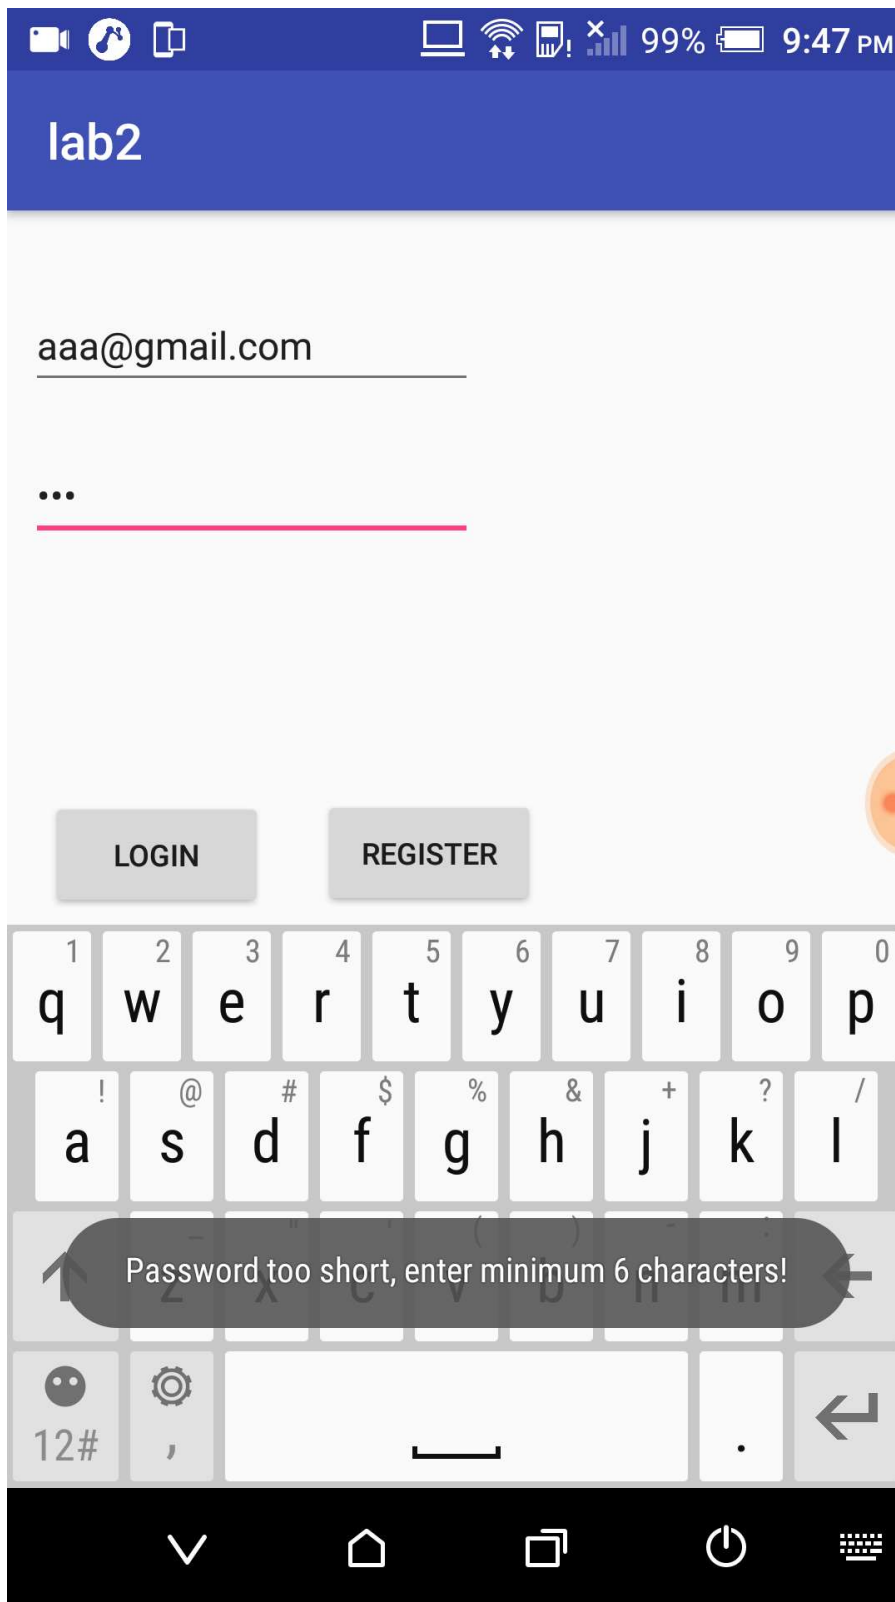 99% 9:47 PM
lab2
aaa@gmail.com
•••
LOGIN REGISTER
1 2 3 4 5 6 7 8 9 0
q w e r t y u i o p
! @ # $ % & + ? /
a s d f g h j k l
_ " ' ( ) - :
z x c v b n m
Password too short, enter minimum 6 characters!
12# , .